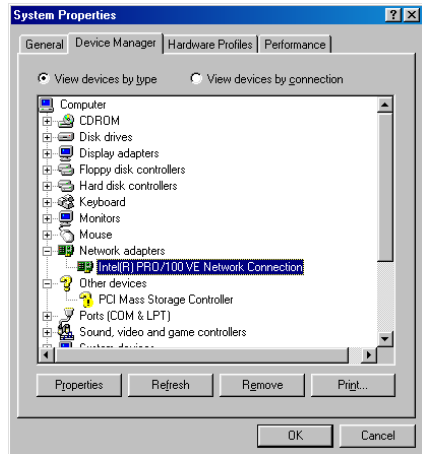 System Properties
General Device Manager Hardware Profiles Performance
View devices by type View devices by connection
Computer
CDROM
Disk drives
Display adapters
Floppy disk controllers
Hard disk controllers
Keyboard
Monitors
Mouse
Network adapters
Intel(R) PRO/100 VE Network Connection
Other devices
PCI Mass Storage Controller
Ports (COM & LPT)
Sound, video and game controllers
System devices
Properties Refresh Remove Print...
OK Cancel